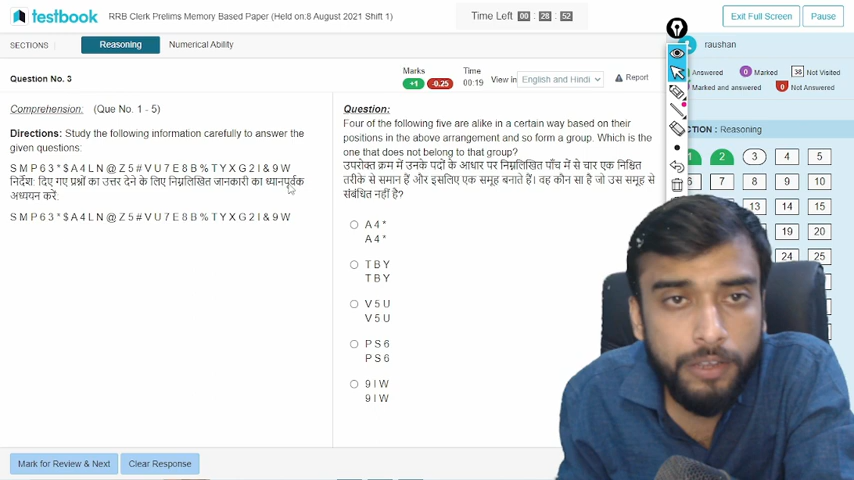 testbook
RRB Clerk Prelims Memory Based Paper (Held on:8 August 2021 Shift 1)
Time Left 00 : 28 : 52
Exit Full Screen
Pause
SECTIONS
Reasoning
Numerical Ability
raushan
Question No. 3
Marks
+1 -0.25
Time
00:19
View in
English and Hindi
Report
Answered
0 Marked
38 Not Visited
Marked and answered
0 Not Answered
Comprehension: (Que No. 1 - 5)
Directions: Study the following information carefully to answer the
given questions:
S M P 6 3 * $ A 4 L N @ Z 5 # V U 7 E 8 B % T Y X G 2 I & 9 W
निर्देश: दिए गए प्रश्नों का उत्तर देने के लिए निम्नलिखित जानकारी का ध्यानपूर्वक
अध्ययन करें:
S M P 6 3 * $ A 4 L N @ Z 5 # V U 7 E 8 B % T Y X G 2 I & 9 W
Question:
Four of the following five are alike in a certain way based on their
positions in the above arrangement and so form a group. Which is the
one that does not belong to that group?
उपरोक्त क्रम में उनके पदों के आधार पर निम्नलिखित पाँच में से चार एक निश्चित
तरीके से समान हैं और इसलिए एक समूह बनाते हैं। वह कौन सा है जो उस समूह से
संबंधित नहीं है?
A 4 *
A 4 *
T B Y
T B Y
V 5 U
V 5 U
P S 6
P S 6
9 I W
9 I W
CTION : Reasoning
1 2 3 4 5
6 7 8 9 10
13 14 15
19 20
24 25
Mark for Review & Next
Clear Response